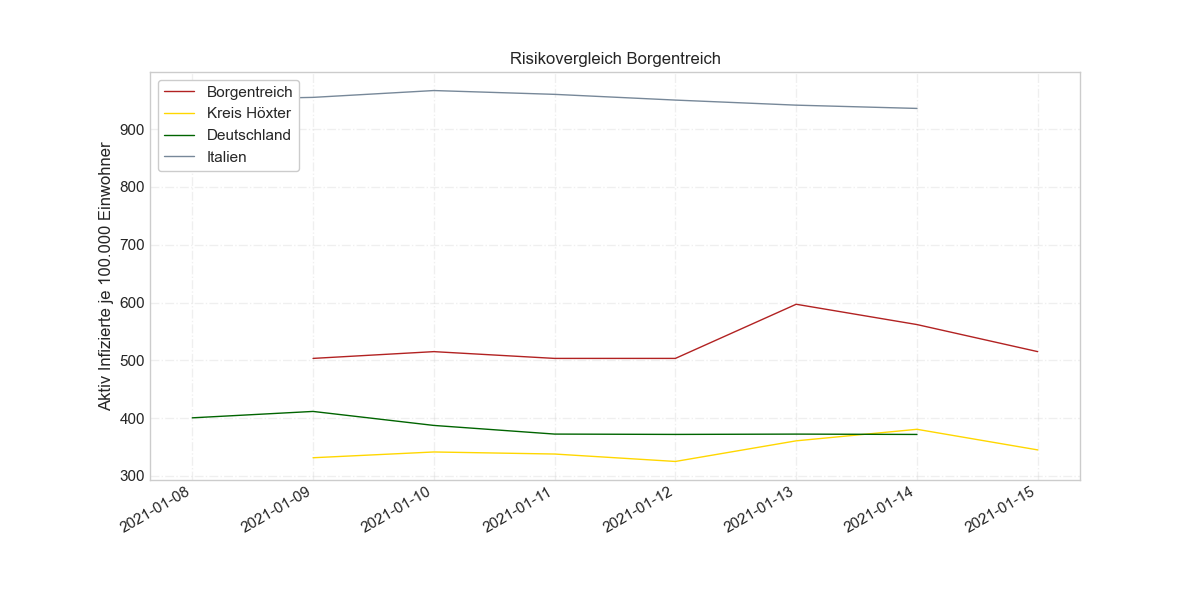 Risikovergleich Borgentreich
Borgentreich
Kreis Höxter
Deutschland
Italien
Aktiv Infizierte je 100.000 Einwohner
900
800
700
600
500
400
300
2021-01-08
2021-01-09
2021-01-10
2021-01-11
2021-01-12
2021-01-13
2021-01-14
2021-01-15